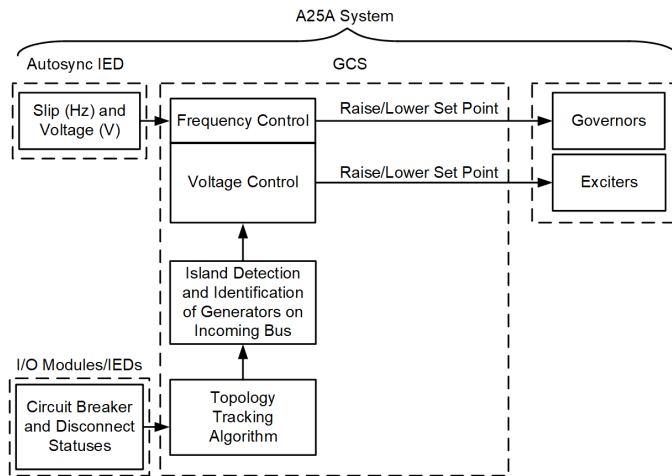 A25A System
Autosync IED
GCS
Slip (Hz) and
Voltage (V)
Frequency Control
Raise/Lower Set Point
Governors
Voltage Control
Raise/Lower Set Point
Exciters
Island Detection
and Identification
of Generators on
Incoming Bus
I/O Modules/IEDs
Circuit Breaker
and Disconnect
Statuses
Topology
Tracking
Algorithm